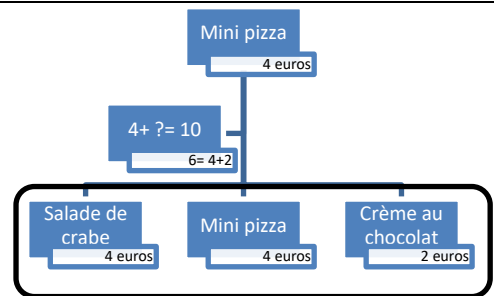 Mini pizza
4 euros
4+ ?= 10
6= 4+2
Salade de
crabe
4 euros
Mini pizza
4 euros
Crème au
chocolat
2 euros